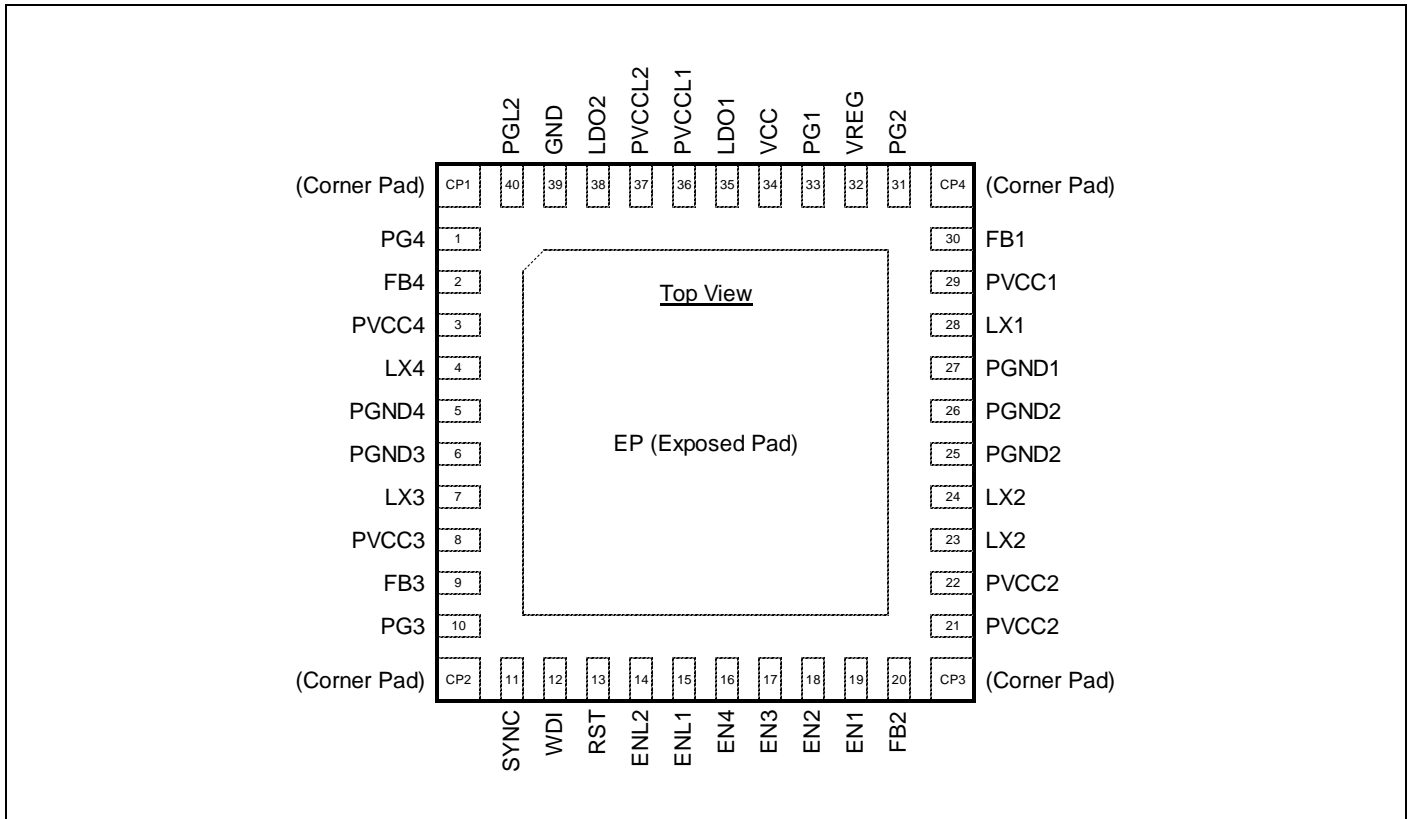 PGL2
GND
LDO2
PVCCL2
PVCCL1
LDO1
VCC
PG1
VREG
PG2
(Corner Pad) CP1 40 39 38 37 36 35 34 33 32 31 CP4 (Corner Pad)
PG4 1 30 FB1
FB4 2 29 PVCC1
Top View
PVCC4 3 28 LX1
LX4 4 27 PGND1
PGND4 5 26 PGND2
EP (Exposed Pad)
PGND3 6 25 PGND2
LX3 7 24 LX2
PVCC3 8 23 LX2
FB3 9 22 PVCC2
PG3 10 21 PVCC2
(Corner Pad) CP2 11 12 13 14 15 16 17 18 19 20 CP3 (Corner Pad)
SYNC
WDI
RST
ENL2
ENL1
EN4
EN3
EN2
EN1
FB2